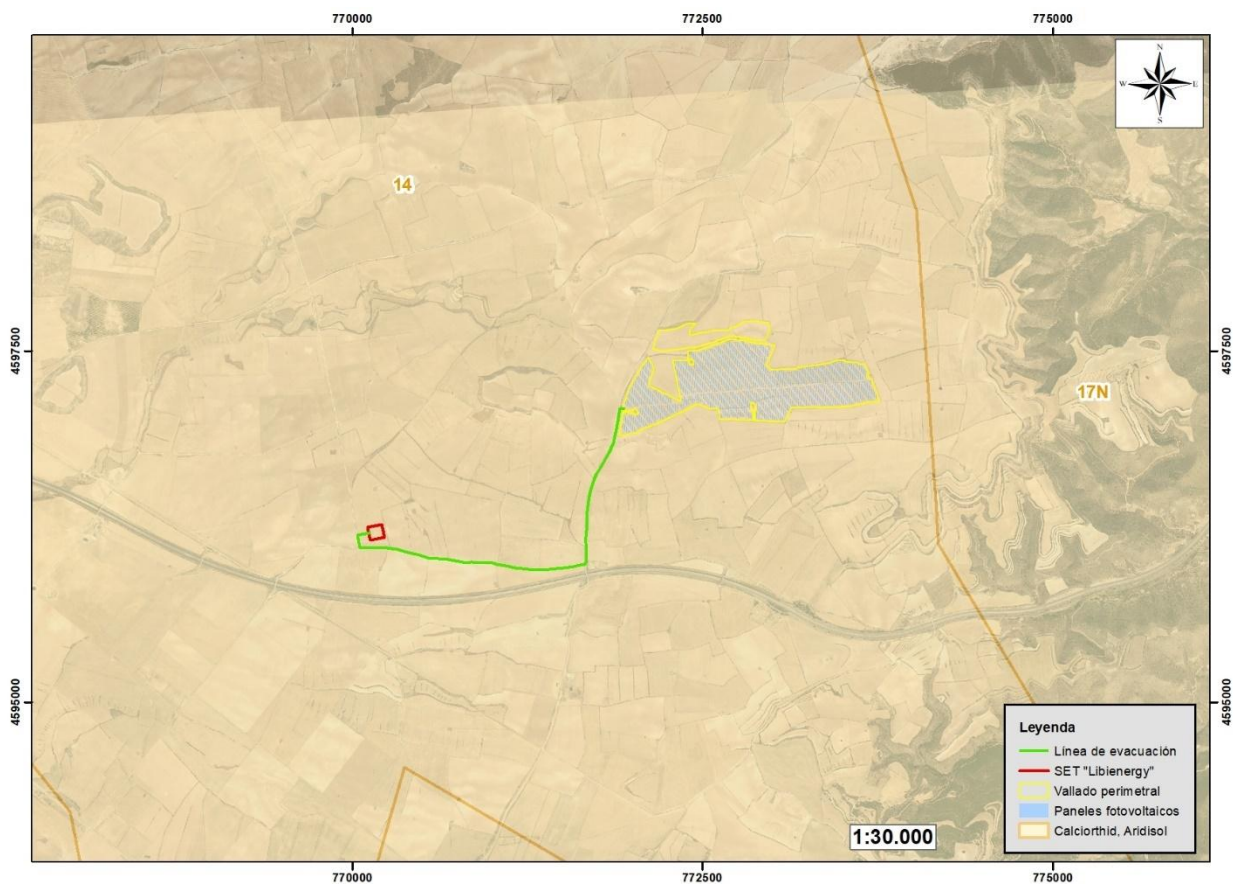 770000
772500
775000
N
W
E
S
14
4597500
4597500
17N
4595000
4595000
Leyenda
Línea de evacuación
SET "Libienergy"
Vallado perimetral
Paneles fotovoltaicos
Calciorthid, Aridisol
1:30.000
770000
772500
775000